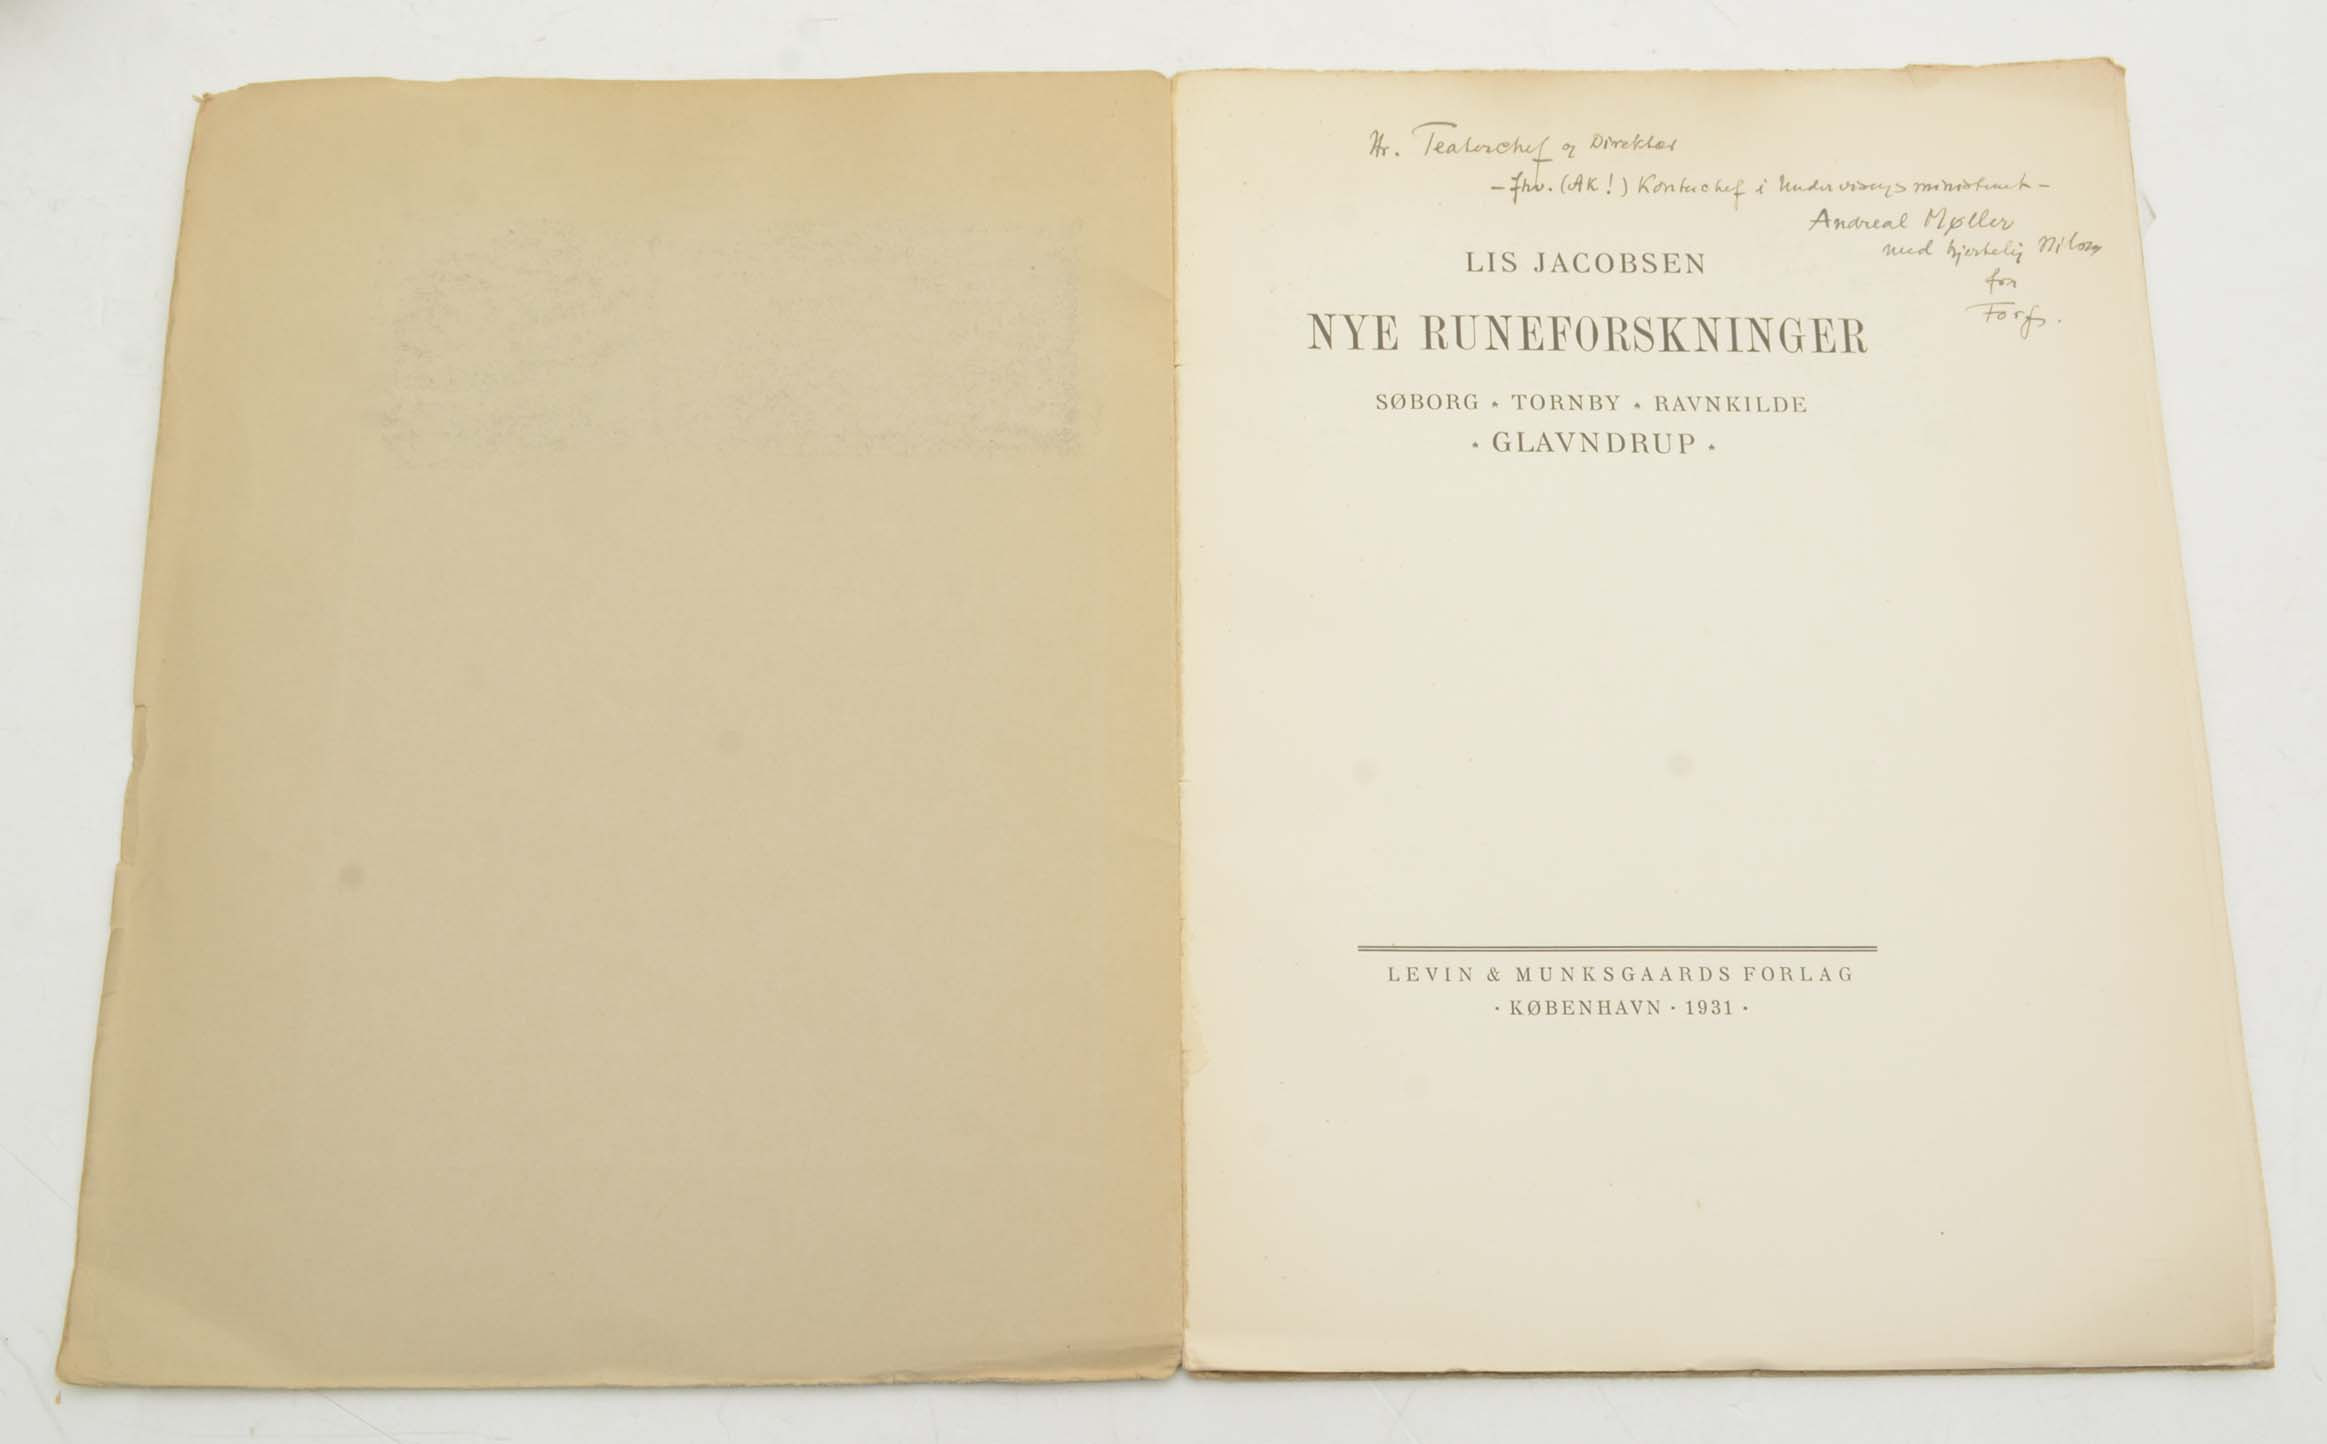 Hr. Teaterchef og Direktør
– fhv. (Ak!) Kontorchef i Undervisningsministeriet –
Andreas Møller
med hjertelig Hilsen
fra
Forf.
LIS JACOBSEN
NYE RUNEFORSKNINGER
SØBORG * TORNBY * RAVNKILDE
* GLAVNDRUP *
LEVIN & MUNKSGAARDS FORLAG
· KØBENHAVN · 1931 ·